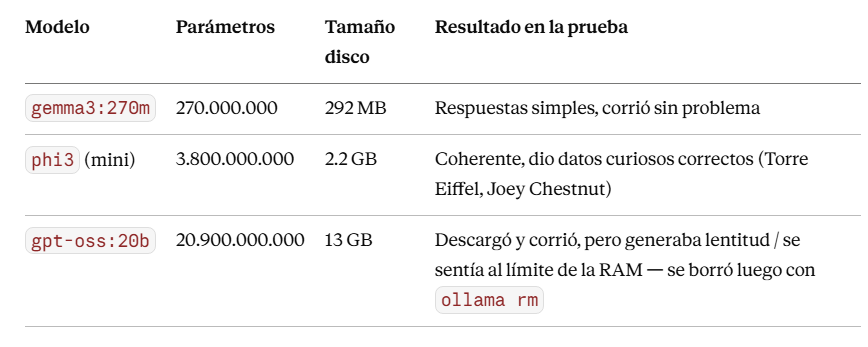 Modelo Parámetros Tamaño disco Resultado en la prueba
gemma3:270m 270.000.000 292 MB Respuestas simples, corrió sin problema
phi3 (mini) 3.800.000.000 2.2 GB Coherente, dio datos curiosos correctos (Torre
Eiffel, Joey Chestnut)
gpt-oss:20b 20.900.000.000 13 GB Descargó y corrió, pero generaba lentitud / se
sentía al límite de la RAM — se borró luego con
ollama rm